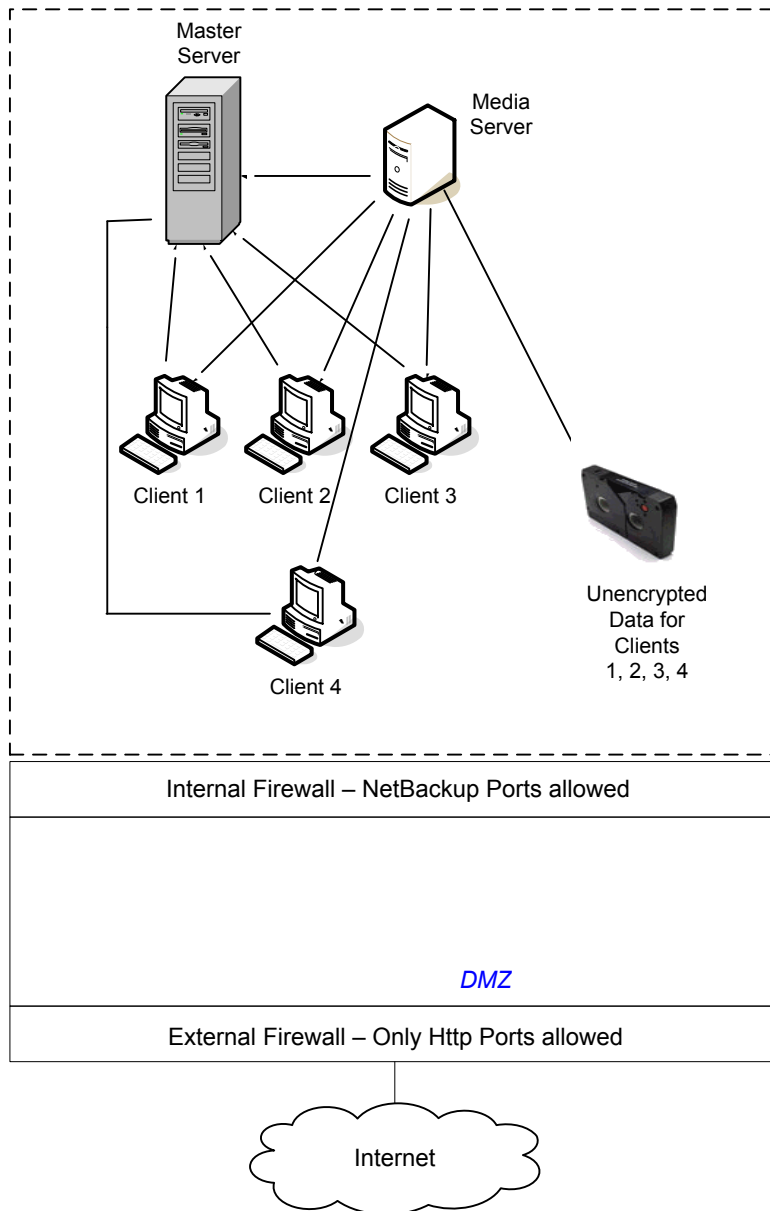 Master
Server
Media
Server
Client 1
Client 2
Client 3
Client 4
Unencrypted
Data for
Clients
1, 2, 3, 4
Internal Firewall – NetBackup Ports allowed
DMZ
External Firewall – Only Http Ports allowed
Internet